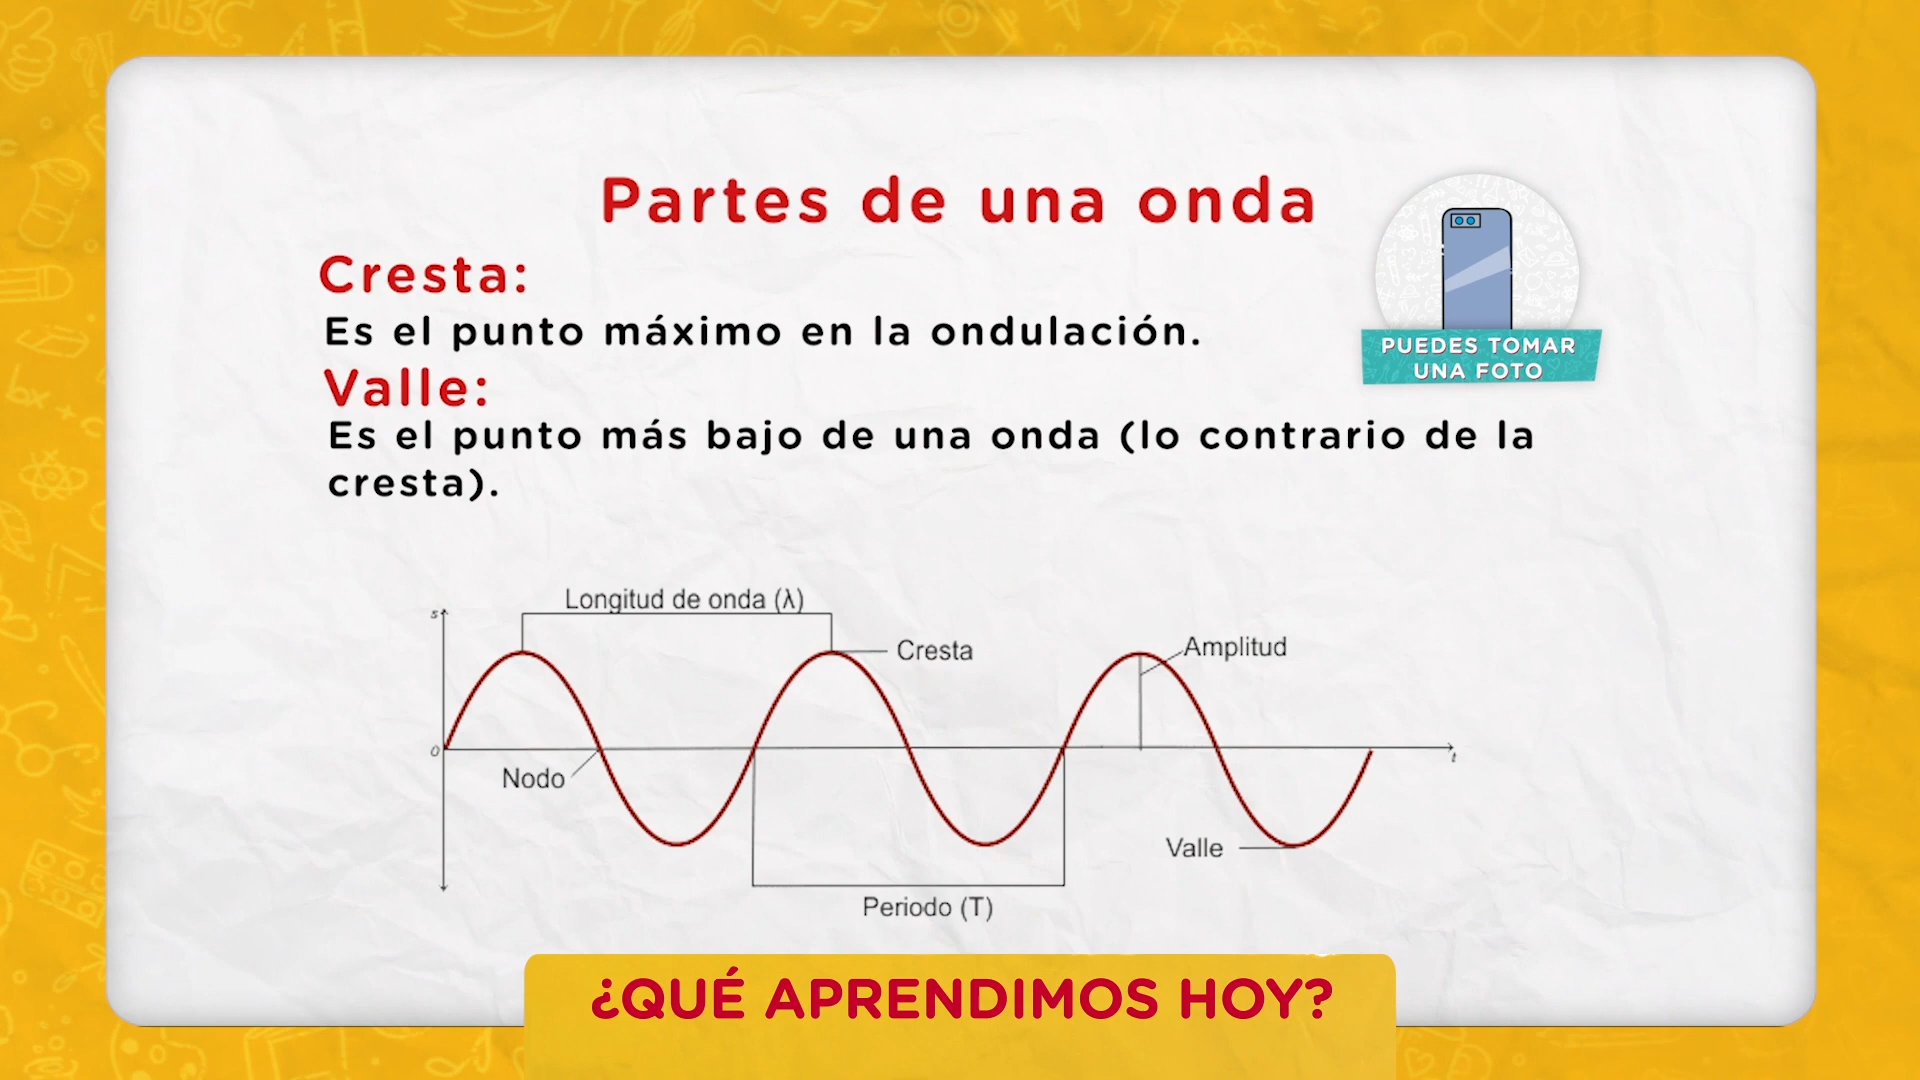 ABC
Partes de una onda
Cresta:
Es el punto máximo en la ondulación.
PUEDES TOMAR
UNA FOTO
Valle:
Es el punto más bajo de una onda (lo contrario de la
cresta).
Longitud de onda (λ)
s
Cresta
Amplitud
0
t
Nodo
Valle
Periodo (T)
¿QUÉ APRENDIMOS HOY?